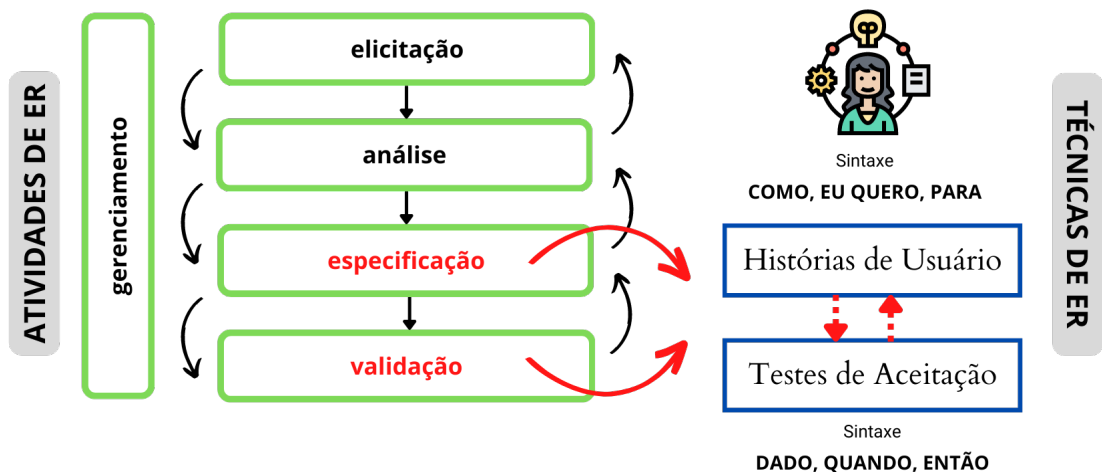 ATIVIDADES DE ER
gerenciamento
elicitação
análise
especificação
validação
Sintaxe
COMO, EU QUERO, PARA
Histórias de Usuário
Testes de Aceitação
Sintaxe
DADO, QUANDO, ENTÃO
TÉCNICAS DE ER